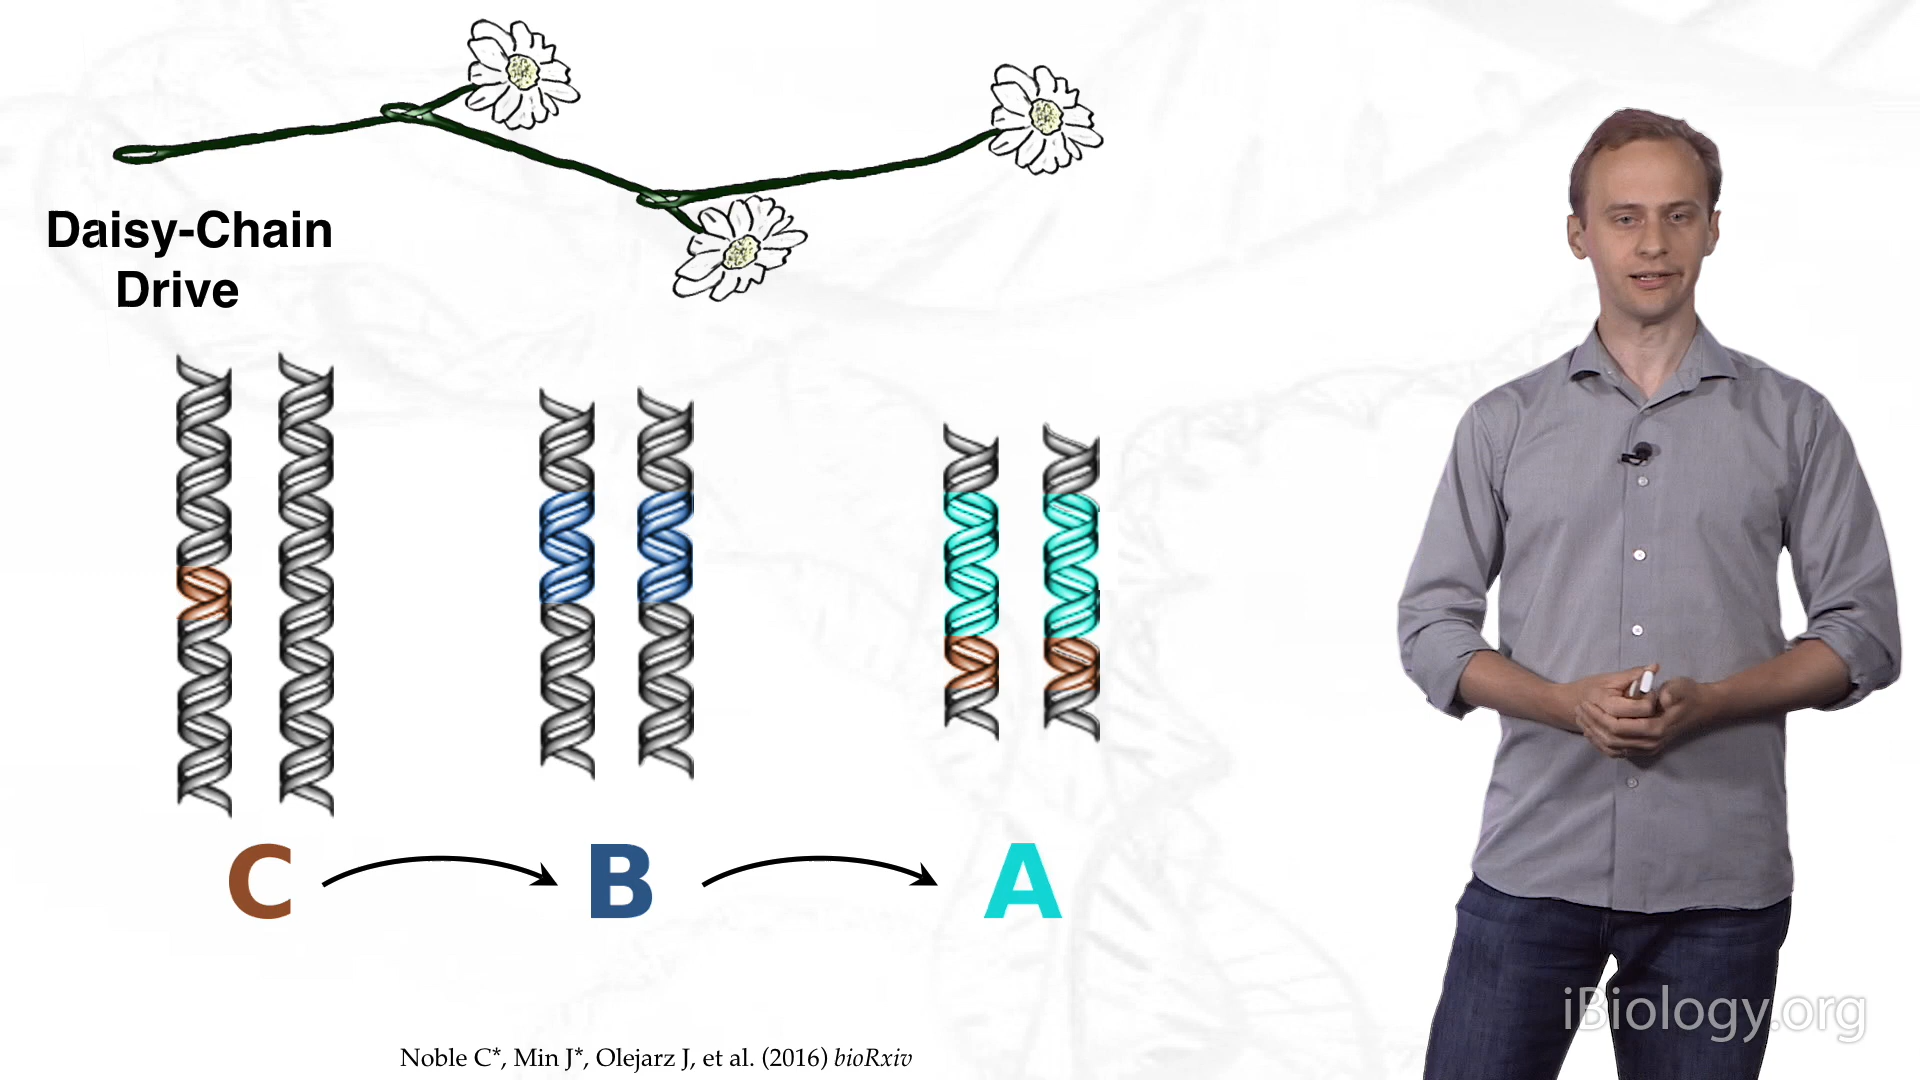 Daisy-Chain
Drive
C
B
A
Noble C*, Min J*, Olejarz J, et al. (2016) bioRxiv
iBiology.org